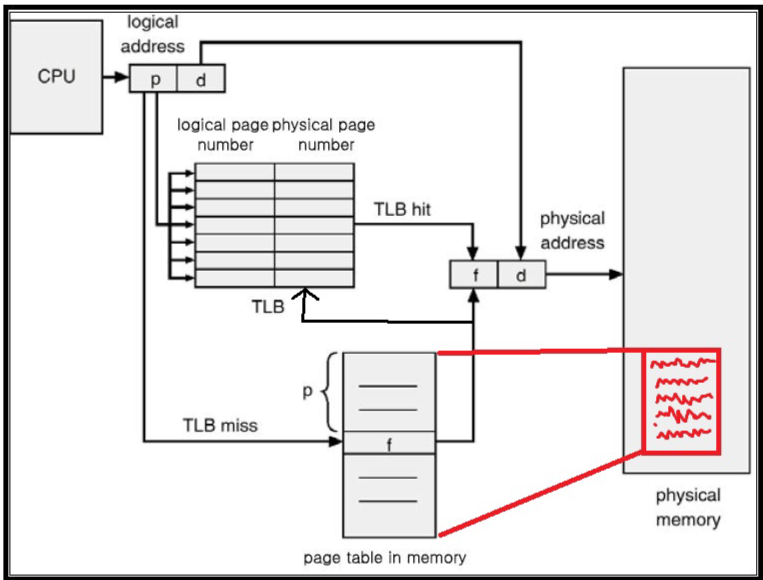 logical
address
CPU
p d
logical page physical page
number number
TLB hit
physical
address
f d
TLB
p
TLB miss
f
physical
memory
page table in memory